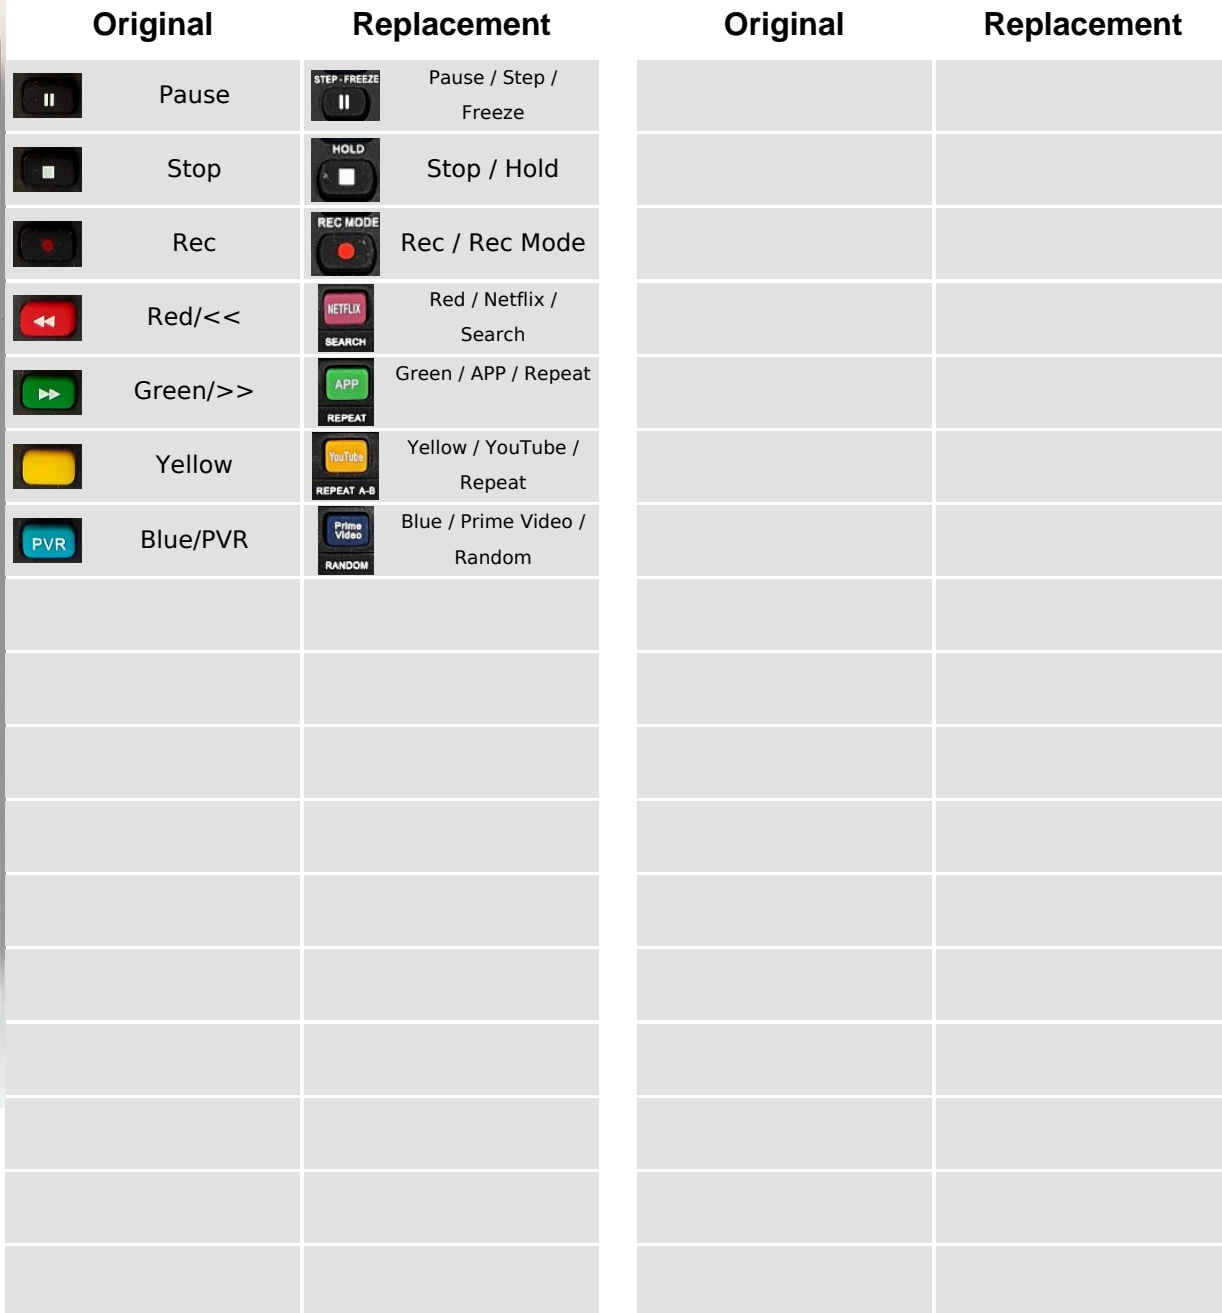 Original Replacement Original Replacement
Pause STEP·FREEZE Pause / Step /
Freeze
Stop HOLD Stop / Hold
Rec REC MODE Rec / Rec Mode
Red/<< NETFLIX Red / Netflix /
SEARCH Search
Green/>> APP Green / APP / Repeat
REPEAT
Yellow YouTube Yellow / YouTube /
REPEAT A-B Repeat
PVR Blue/PVR Prime Video Blue / Prime Video /
RANDOM Random